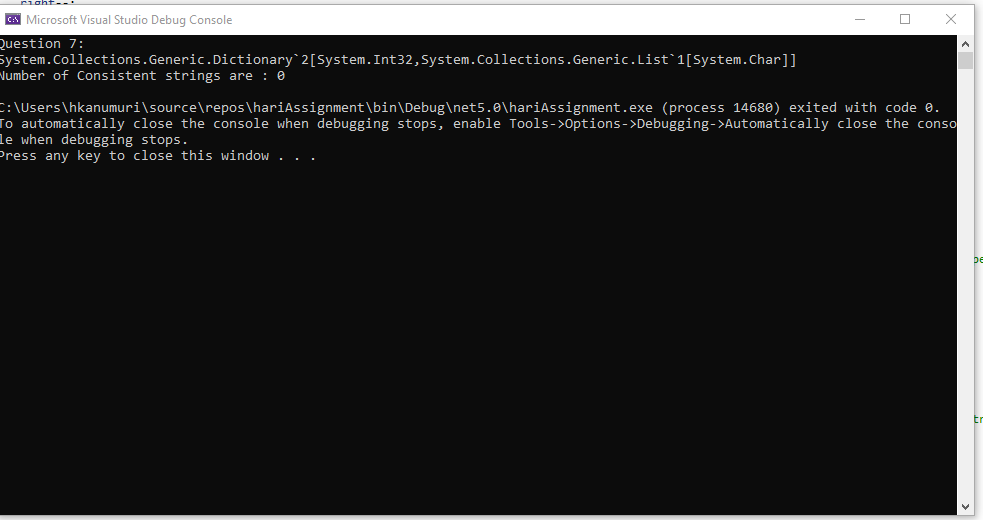 right--;
Microsoft Visual Studio Debug Console
Question 7:
System.Collections.Generic.Dictionary`2[System.Int32,System.Collections.Generic.List`1[System.Char]]
Number of Consistent strings are : 0
C:\Users\hkanumuri\source\repos\hariAssignment\bin\Debug\net5.0\hariAssignment.exe (process 14680) exited with code 0.
To automatically close the console when debugging stops, enable Tools->Options->Debugging->Automatically close the conso
le when debugging stops.
Press any key to close this window . . .